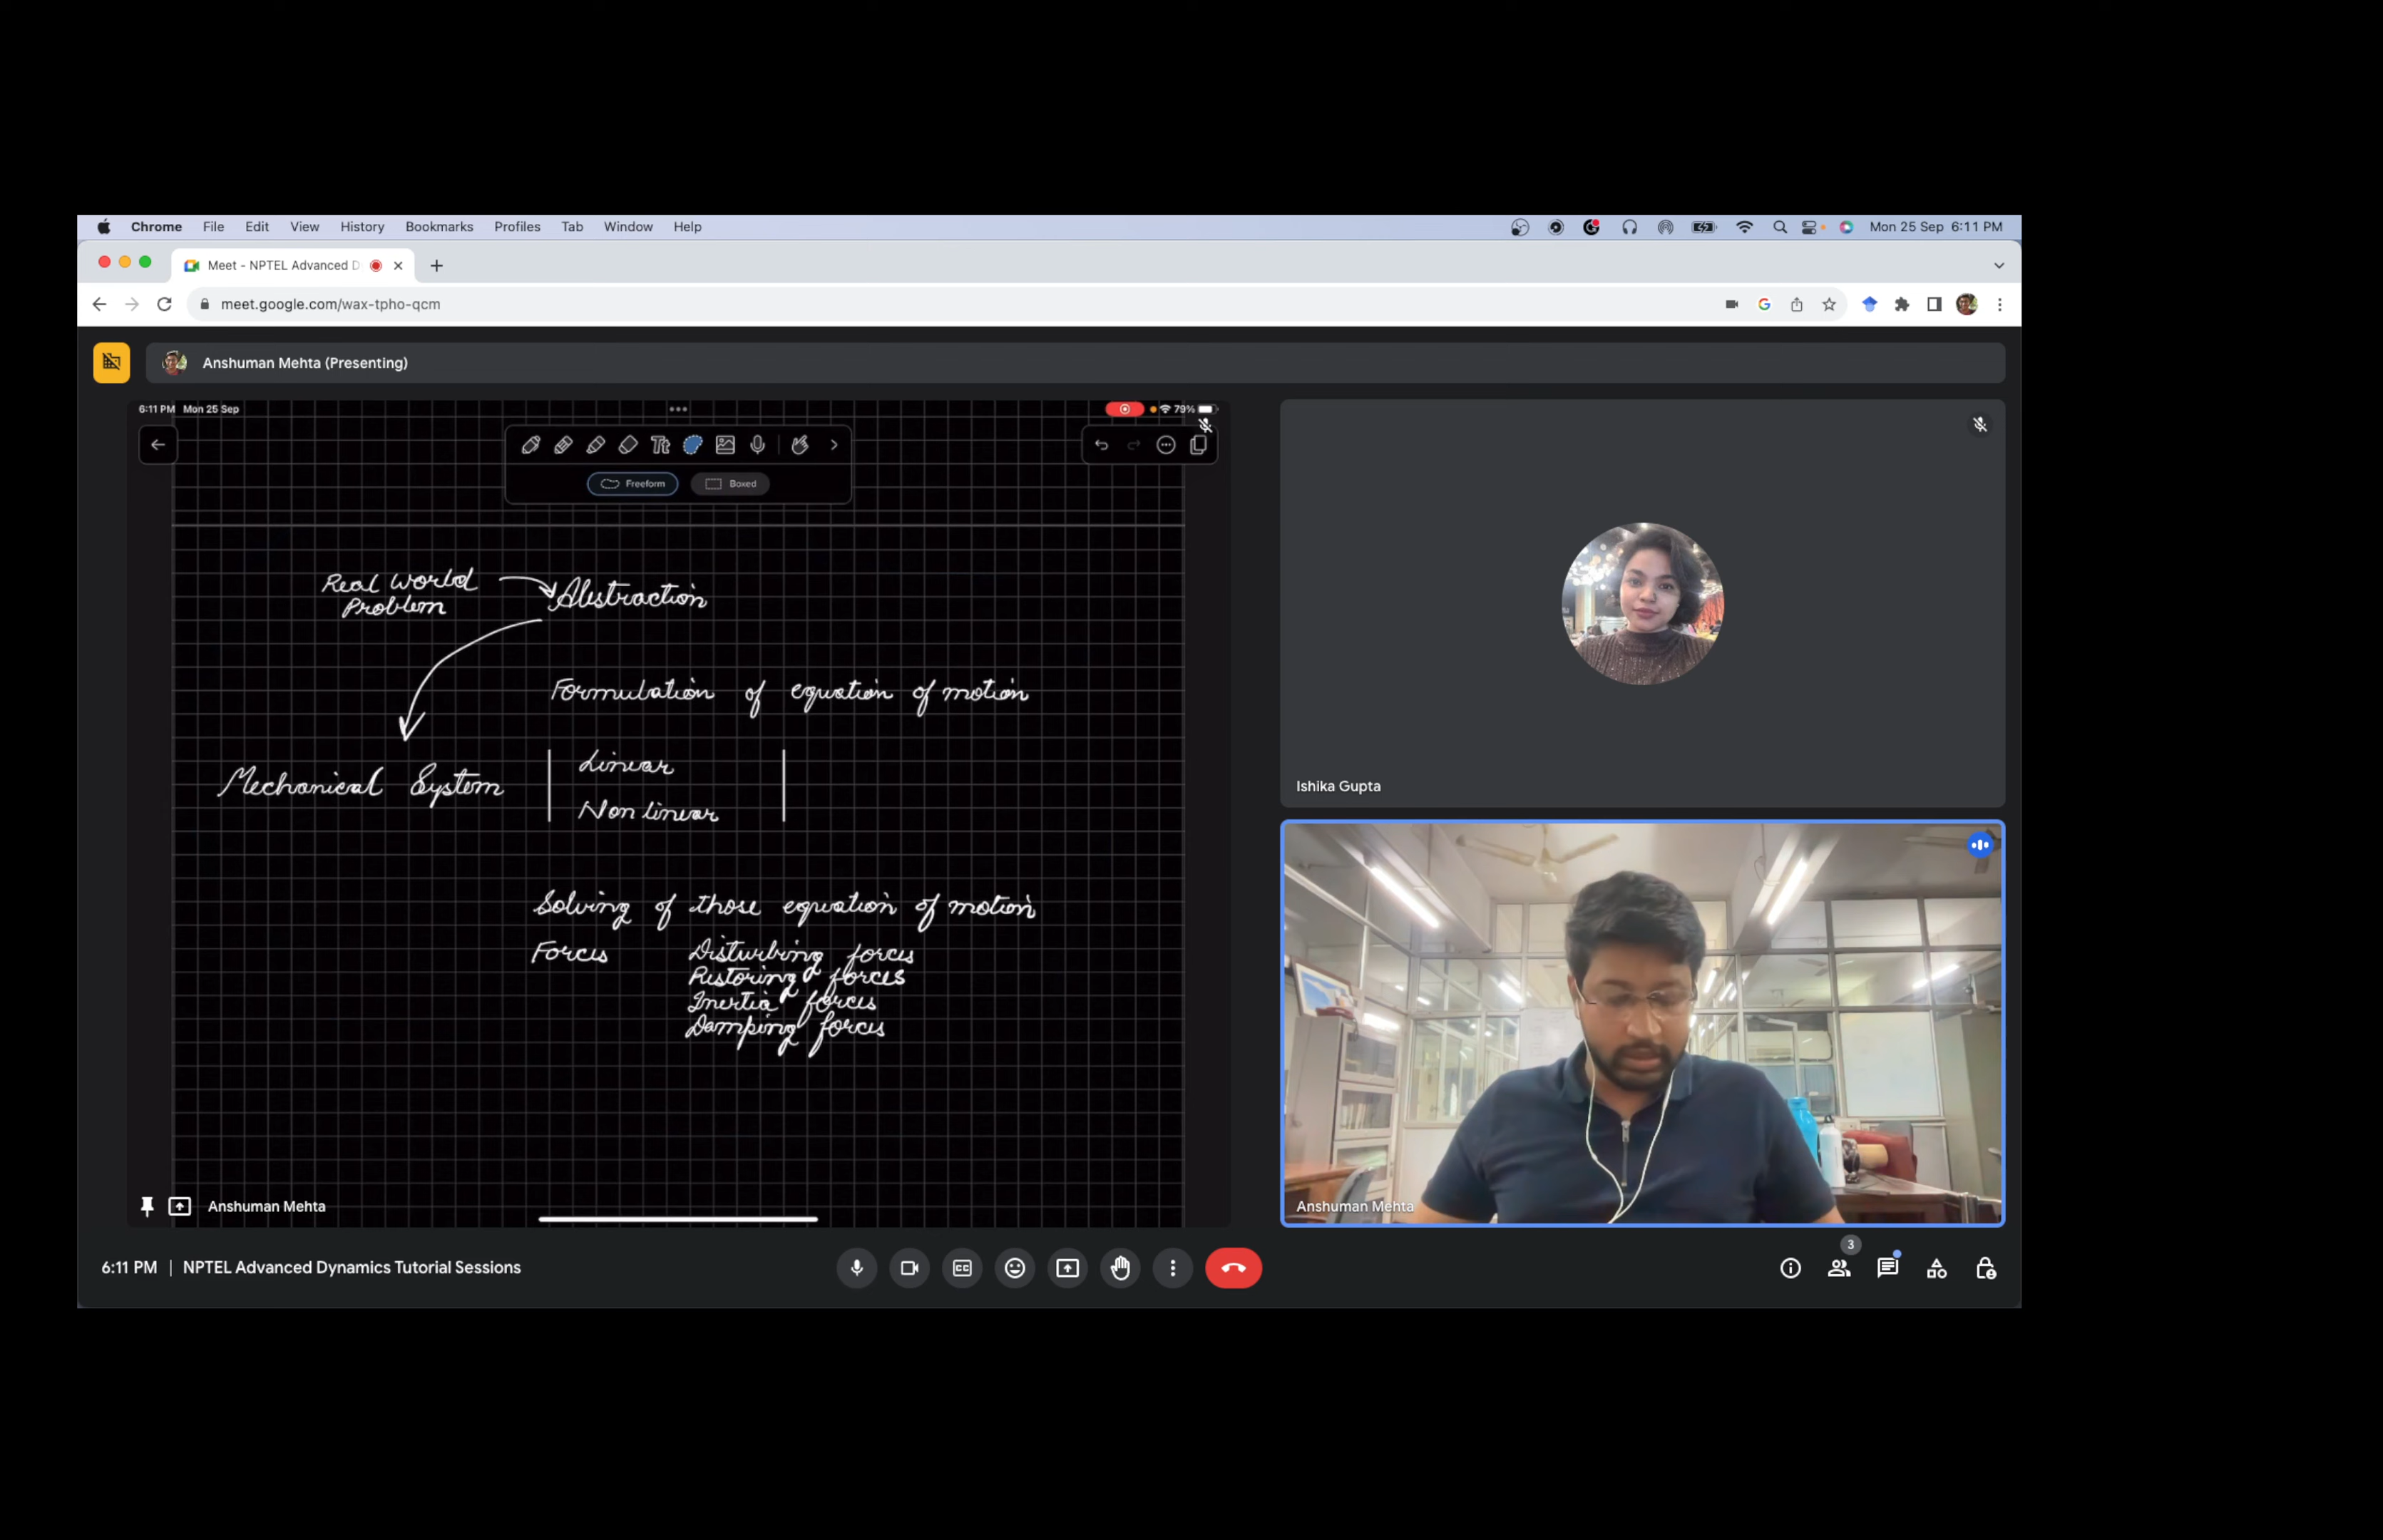 Chrome File Edit View History Bookmarks Profiles Tab Window Help Mon 25 Sep 6:11 PM
Meet - NPTEL Advanced D
meet.google.com/wax-tpho-qcm
Anshuman Mehta (Presenting)
6:11 PM Mon 25 Sep 79%
Freeform Boxed
Real World
Problem
Abstraction
Formulation of equation of motion
Mechanical System
Linear
Non linear
Solving of those equation of motion
Forces
Disturbing forces
Restoring forces
Inertia forces
Damping forces
Anshuman Mehta
Ishika Gupta
Anshuman Mehta
6:11 PM | NPTEL Advanced Dynamics Tutorial Sessions
CC
3